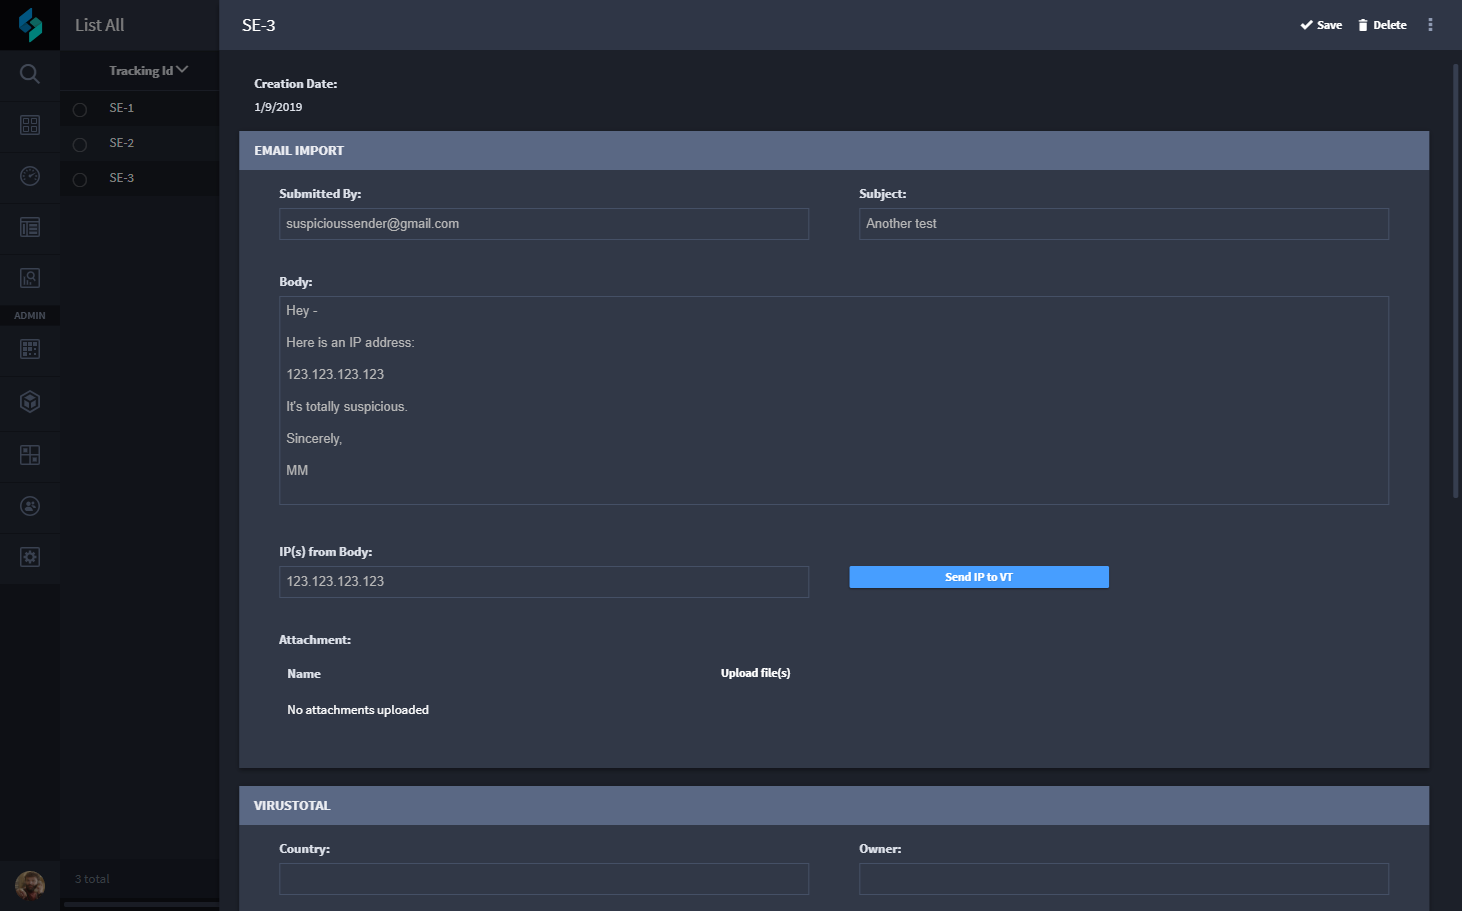 List All
SE-3
Save
Delete
Tracking Id
SE-1
SE-2
SE-3
ADMIN
3 total
Creation Date:
1/9/2019
EMAIL IMPORT
Submitted By:
suspicioussender@gmail.com
Subject:
Another test
Body:
Hey -
Here is an IP address:
123.123.123.123
It's totally suspicious.
Sincerely,
MM
IP(s) from Body:
123.123.123.123
Send IP to VT
Attachment:
Name
Upload file(s)
No attachments uploaded
VIRUSTOTAL
Country:
Owner: